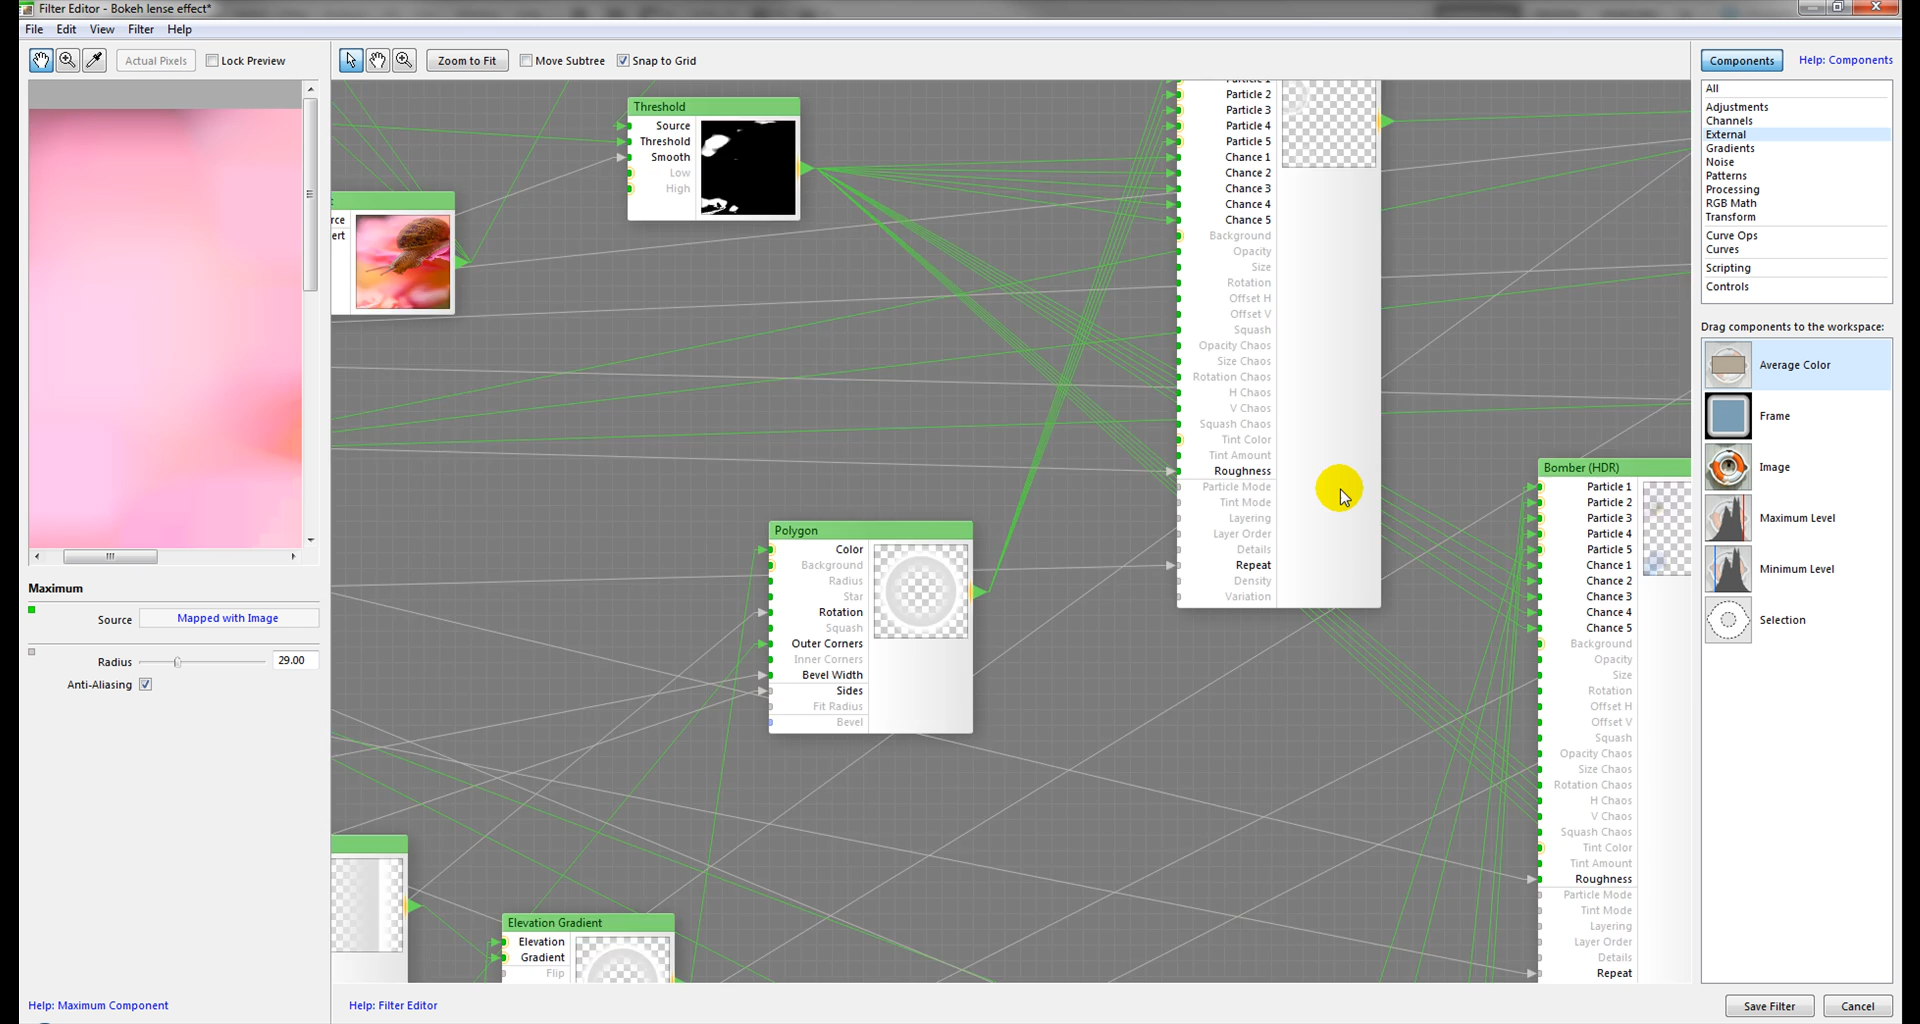 Filter Editor - Bokeh lense effect*
File Edit View Filter Help
Actual Pixels Lock Preview Zoom to Fit Move Subtree Snap to Grid
Components Help: Components
Maximum
Source Mapped with Image
Radius 29.00
Anti-Aliasing
Help: Maximum Component
Threshold
Source
Threshold
Smooth
Low
High
Polygon
Color
Background
Radius
Star
Rotation
Squash
Outer Corners
Inner Corners
Bevel Width
Sides
Fit Radius
Bevel
Elevation Gradient
Elevation
Gradient
Flip
Particle 1
Particle 2
Particle 3
Particle 4
Particle 5
Chance 1
Chance 2
Chance 3
Chance 4
Chance 5
Background
Opacity
Size
Rotation
Offset H
Offset V
Squash
Opacity Chaos
Size Chaos
Rotation Chaos
H Chaos
V Chaos
Squash Chaos
Tint Color
Tint Amount
Roughness
Particle Mode
Tint Mode
Layering
Layer Order
Details
Repeat
Density
Variation
Bomber (HDR)
Particle 1
Particle 2
Particle 3
Particle 4
Particle 5
Chance 1
Chance 2
Chance 3
Chance 4
Chance 5
Background
Opacity
Size
Rotation
Offset H
Offset V
Squash
Opacity Chaos
Size Chaos
Rotation Chaos
H Chaos
V Chaos
Squash Chaos
Tint Color
Tint Amount
Roughness
Particle Mode
Tint Mode
Layering
Layer Order
Details
Repeat
All
Adjustments
Channels
External
Gradients
Noise
Patterns
Processing
RGB Math
Transform
Curve Ops
Curves
Scripting
Controls
Drag components to the workspace:
Average Color
Frame
Image
Maximum Level
Minimum Level
Selection
Help: Filter Editor
Save Filter Cancel